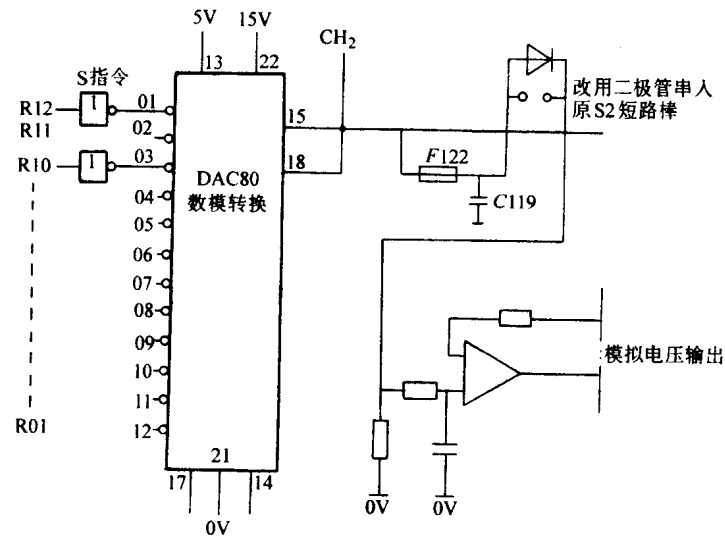 5V
15V
CH₂
13
22
S指令
R12
1
01
R11
02
R10
1
03
15
18
DAC80
数模转换
04
05
06
07
08
09
10
11
12
R01
21
17
14
0V
F122
C119
改用二极管串入
原S2短路棒
模拟电压输出
0V
0V